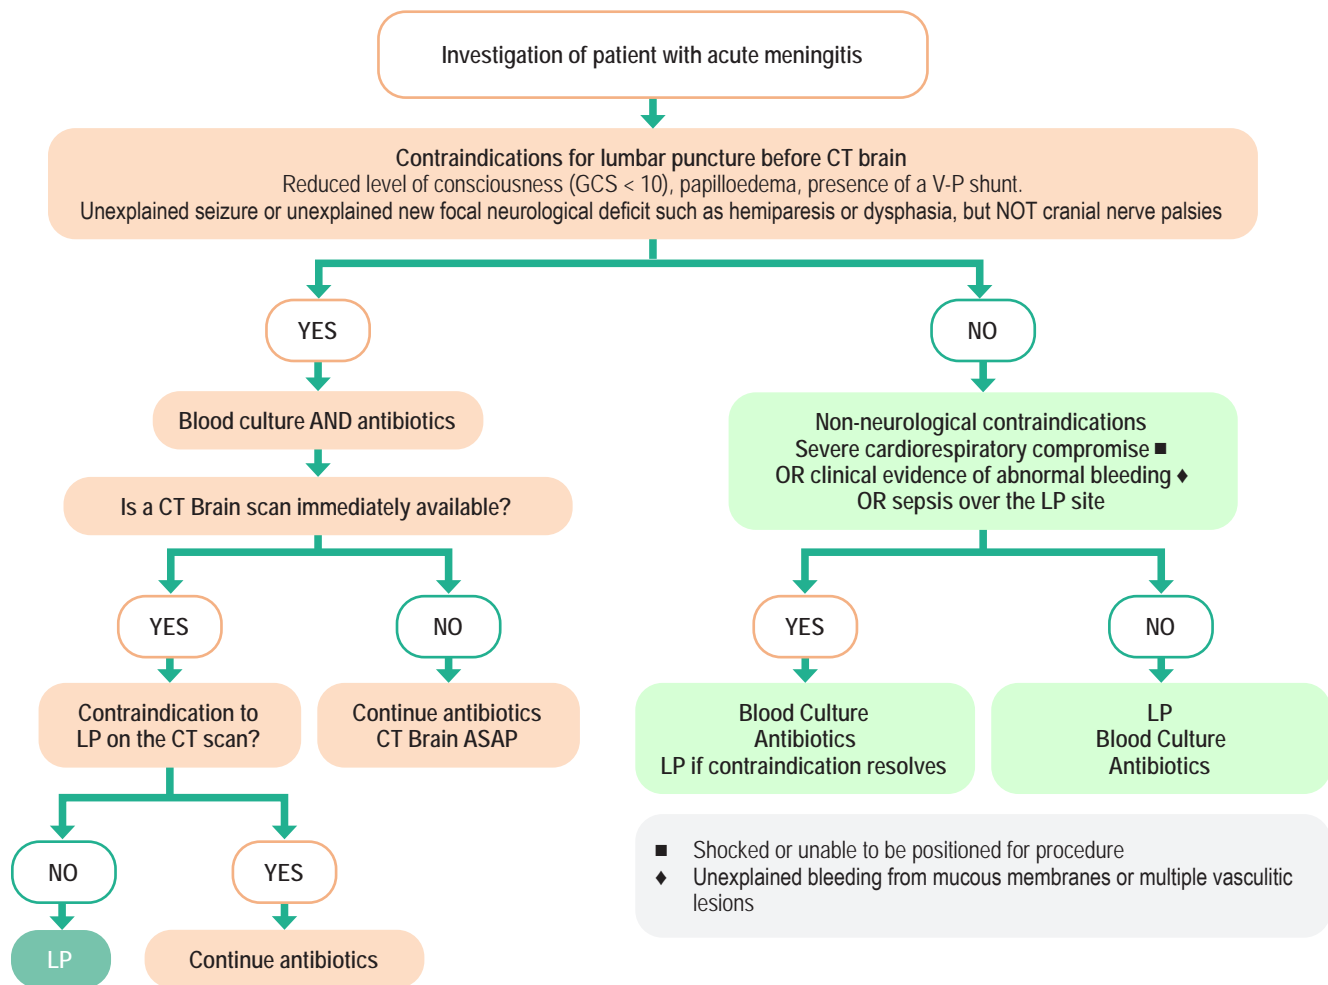 Investigation of patient with acute meningitis
Contraindications for lumbar puncture before CT brain
Reduced level of consciousness (GCS < 10), papilloedema, presence of a V-P shunt.
Unexplained seizure or unexplained new focal neurological deficit such as hemiparesis or dysphasia, but NOT cranial nerve palsies
YES
NO
Blood culture AND antibiotics
Non-neurological contraindications
Severe cardiorespiratory compromise ■
OR clinical evidence of abnormal bleeding ♦
OR sepsis over the LP site
Is a CT Brain scan immediately available?
YES
NO
YES
NO
Contraindication to
LP on the CT scan?
Continue antibiotics
CT Brain ASAP
Blood Culture
Antibiotics
LP if contraindication resolves
LP
Blood Culture
Antibiotics
NO
YES
LP
Continue antibiotics
■ Shocked or unable to be positioned for procedure
♦ Unexplained bleeding from mucous membranes or multiple vasculitic
lesions